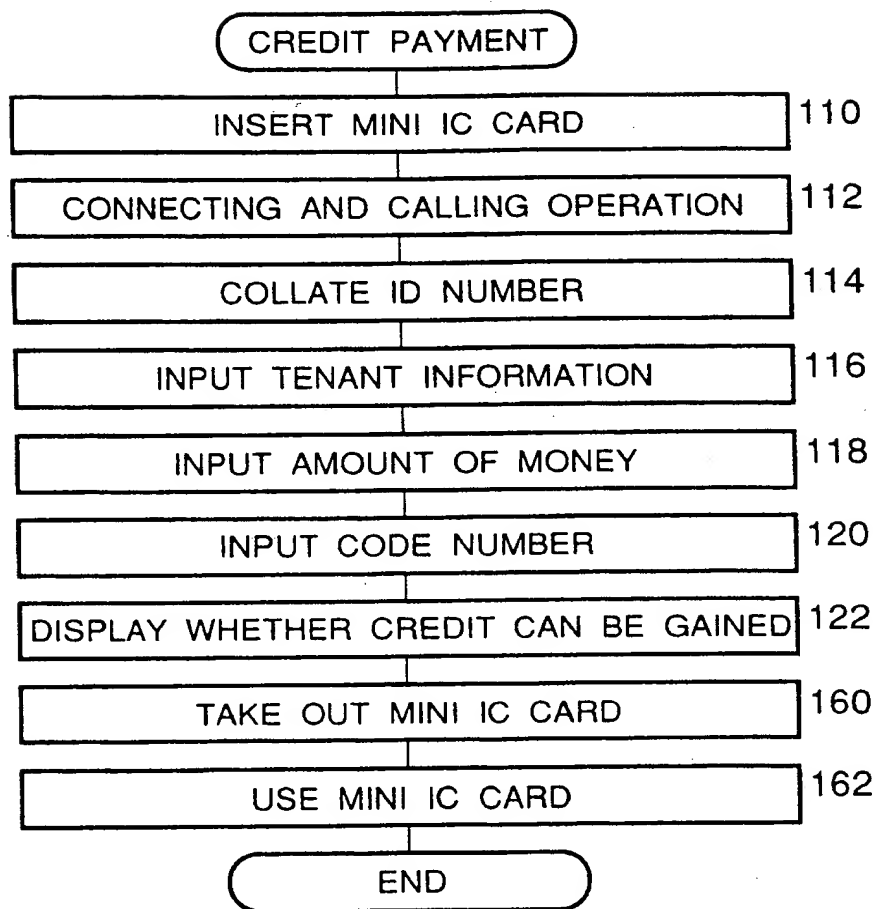 CREDIT PAYMENT
INSERT MINI IC CARD 110
CONNECTING AND CALLING OPERATION 112
COLLATE ID NUMBER 114
INPUT TENANT INFORMATION 116
INPUT AMOUNT OF MONEY 118
INPUT CODE NUMBER 120
DISPLAY WHETHER CREDIT CAN BE GAINED 122
TAKE OUT MINI IC CARD 160
USE MINI IC CARD 162
END